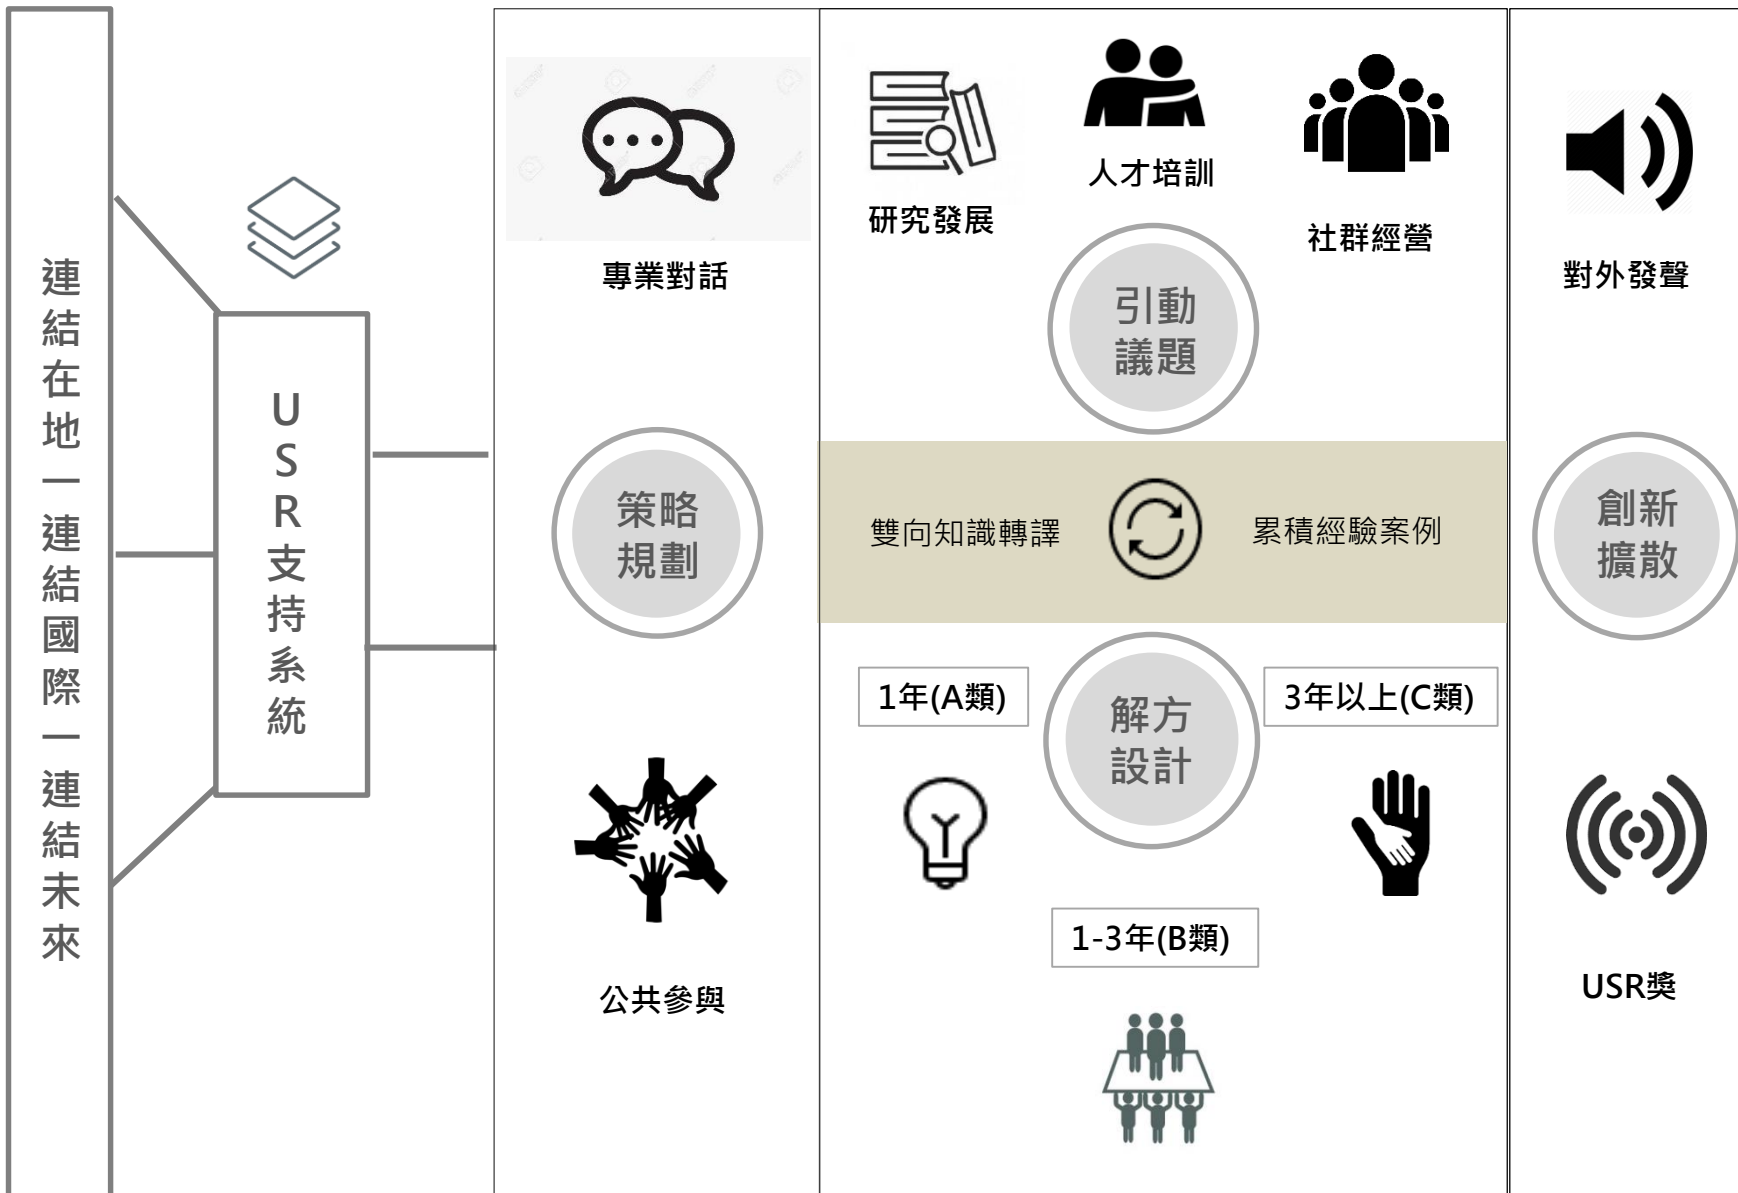 連結在地—連結國際—連結未來
USR支持系統
專業對話
策略
規劃
公共參與
研究發展
人才培訓
社群經營
引動
議題
雙向知識轉譯
累積經驗案例
1年(A類)
解方
設計
3年以上(C類)
1-3年(B類)
對外發聲
創新
擴散
USR獎